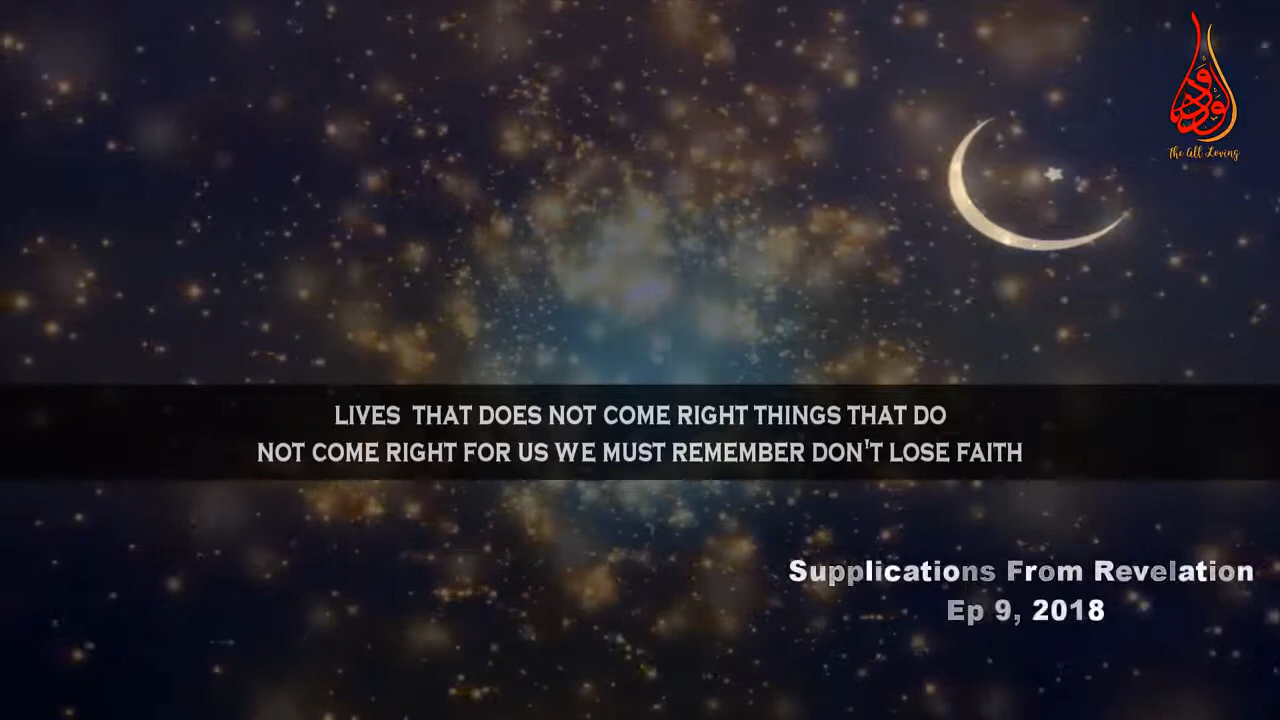 الودود
The All Loving
LIVES THAT DOES NOT COME RIGHT THINGS THAT DO
NOT COME RIGHT FOR US WE MUST REMEMBER DON'T LOSE FAITH
Supplications From Revelation
Ep 9, 2018